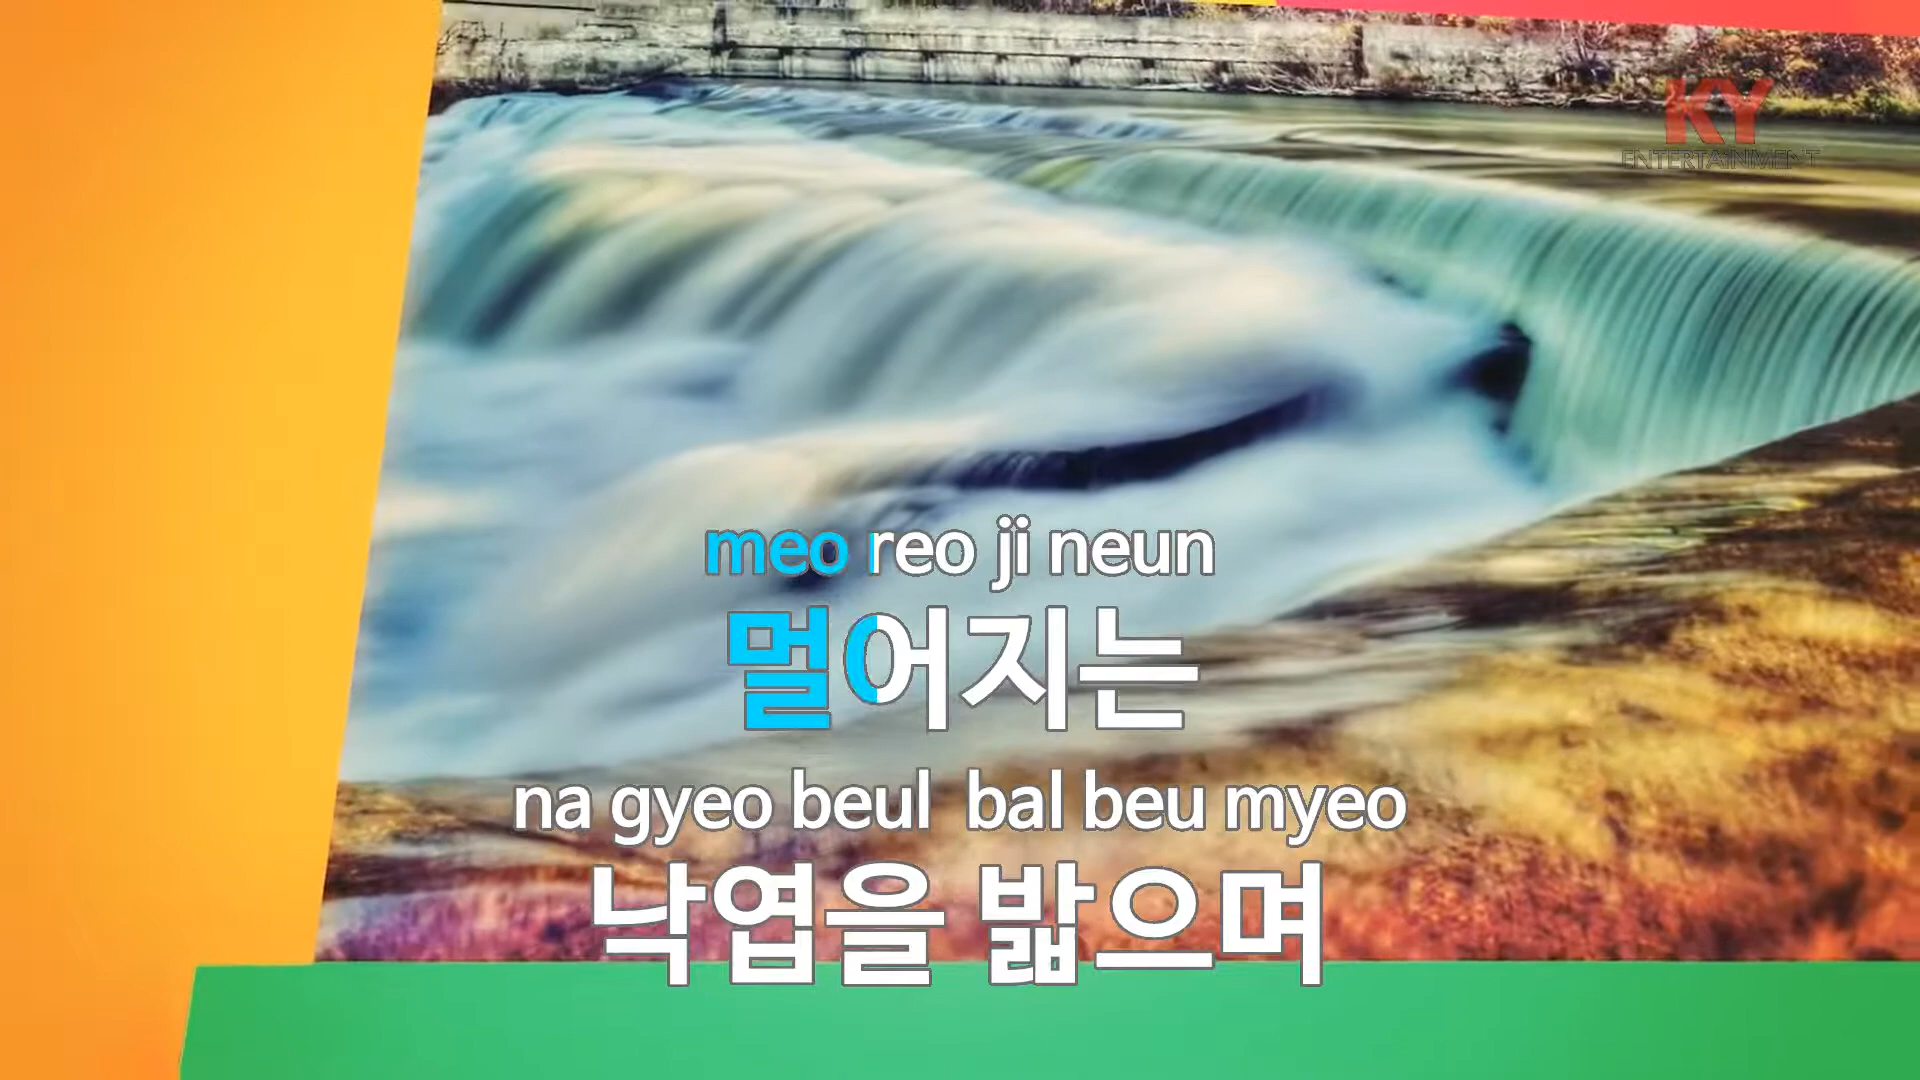 KY
ENTERTAINMENT
meo reo ji neun
멀어지는
na gyeo beul bal beu myeo
낙엽을 밟으며